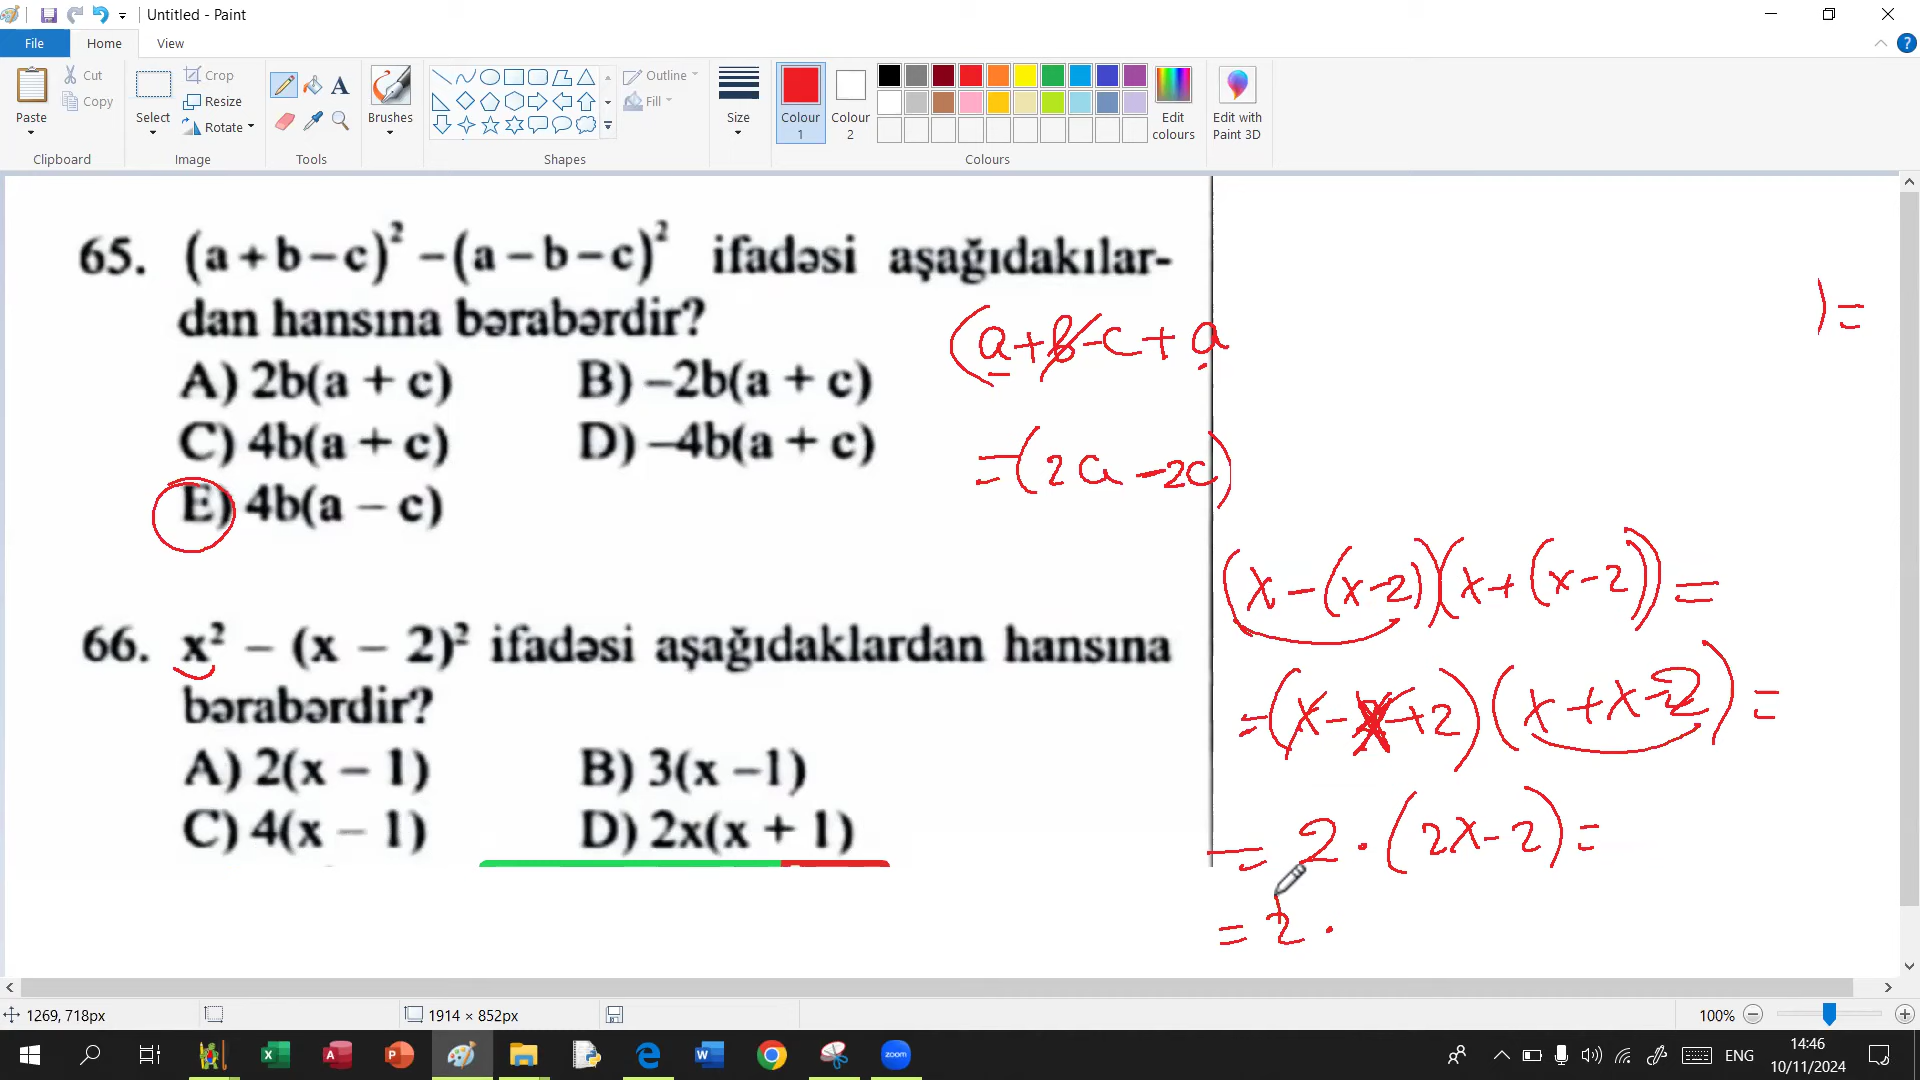 Untitled - Paint
File Home View
Paste
Cut
Copy
Clipboard
Select
Crop
Resize
Rotate
Image
Tools
Brushes
Shapes
Outline
Fill
Size
Colour 1
Colour 2
Edit colours
Edit with Paint 3D
Colours
65. (a + b – c)² – (a – b – c)² ifadəsi aşağıdakılar-
dan hansına bərabərdir?
A) 2b(a + c) B) –2b(a + c)
C) 4b(a + c) D) –4b(a + c)
E) 4b(a – c)
(a+b-c+a
)=
=(2a-2c)
66. x² – (x – 2)² ifadəsi aşağıdaklardan hansına
bərabərdir?
A) 2(x – 1) B) 3(x –1)
C) 4(x – 1) D) 2x(x + 1)
(x-(x-2)(x+(x-2))=
=(x-x+2)(x+x-2)=
=2·(2x-2)=
=2·
1269, 718px
1914 × 852px
100%
zoom
ENG
14:46
10/11/2024